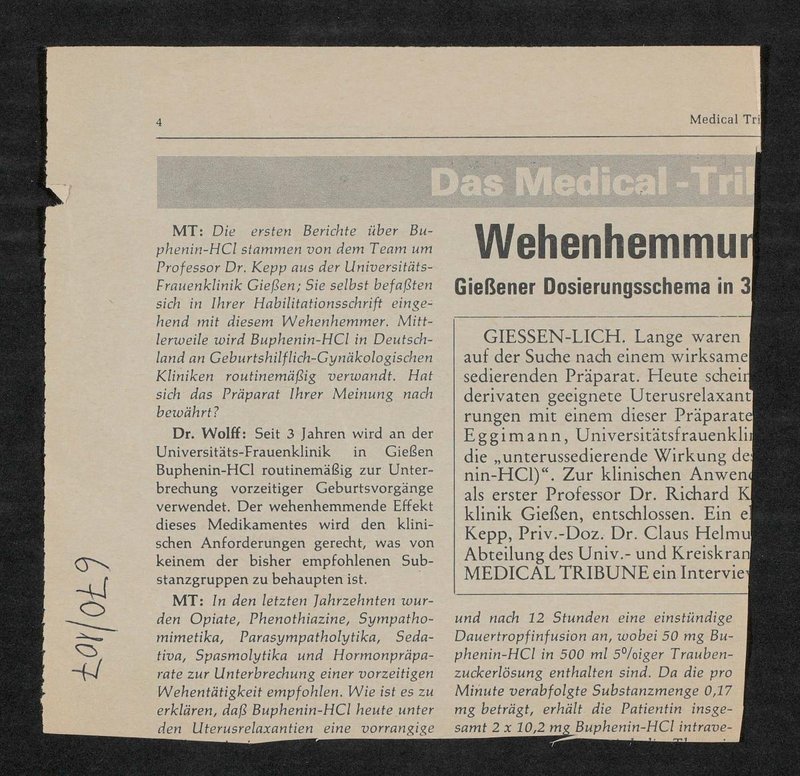 4
Medical Tri
Das Medical-Trib
MT: Die ersten Berichte über Bu-
phenin-HCl stammen von dem Team um
Professor Dr. Kepp aus der Universitäts-
Frauenklinik Gießen; Sie selbst befaßten
sich in Ihrer Habilitationsschrift einge-
hend mit diesem Wehenhemmer. Mitt-
lerweile wird Buphenin-HCl in Deutsch-
land an Geburtshilflich-Gynäkologischen
Kliniken routinemäßig verwandt. Hat
sich das Präparat Ihrer Meinung nach
bewährt?
Dr. Wolff: Seit 3 Jahren wird an der
Universitäts-Frauenklinik in Gießen
Buphenin-HCl routinemäßig zur Unter-
brechung vorzeitiger Geburtsvorgänge
verwendet. Der wehenhemmende Effekt
dieses Medikamentes wird den klini-
schen Anforderungen gerecht, was von
keinem der bisher empfohlenen Sub-
stanzgruppen zu behaupten ist.
MT: In den letzten Jahrzehnten wur-
den Opiate, Phenothiazine, Sympatho-
mimetika, Parasympatholytika, Seda-
tiva, Spasmolytika und Hormonpräpa-
rate zur Unterbrechung einer vorzeitigen
Wehentätigkeit empfohlen. Wie ist es zu
erklären, daß Buphenin-HCl heute unter
den Uterusrelaxantien eine vorrangige
Wehenhemmun
Gießener Dosierungsschema in 3
GIESSEN-LICH. Lange waren
auf der Suche nach einem wirksame
sedierenden Präparat. Heute schein
derivaten geeignete Uterusrelaxant
rungen mit einem dieser Präparate
Eggimann, Universitätsfrauenklin
die „unterussedierende Wirkung des
nin-HCl)“. Zur klinischen Anwend
als erster Professor Dr. Richard K
klinik Gießen, entschlossen. Ein e
Kepp, Priv.-Doz. Dr. Claus Helmu
Abteilung des Univ.- und Kreiskran
MEDICAL TRIBUNE ein Interview
und nach 12 Stunden eine einstündige
Dauertropfinfusion an, wobei 50 mg Bu-
phenin-HCl in 500 ml 5%iger Trauben-
zuckerlösung enthalten sind. Da die pro
Minute verabfolgte Substanzmenge 0,17
mg beträgt, erhält die Patientin insge-
samt 2 x 10,2 mg Buphenin-HCl intrave-
670/107